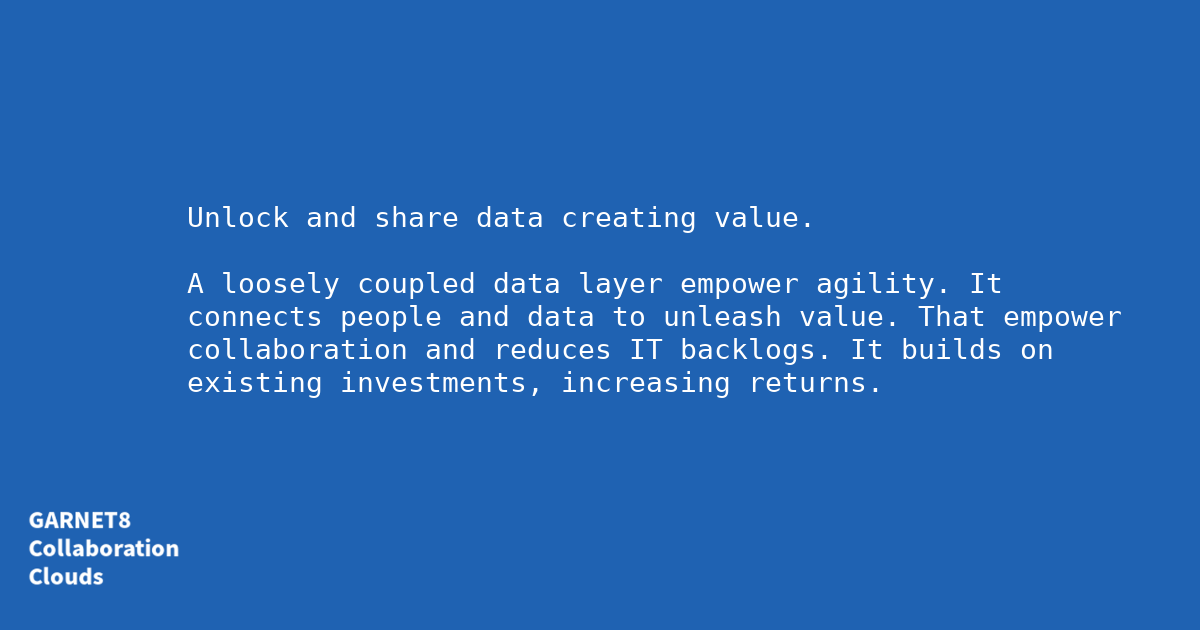 Unlock and share data creating value.
A loosely coupled data layer empower agility. It
connects people and data to unleash value. That empower
collaboration and reduces IT backlogs. It builds on
existing investments, increasing returns.
GARNET8
Collaboration
Clouds